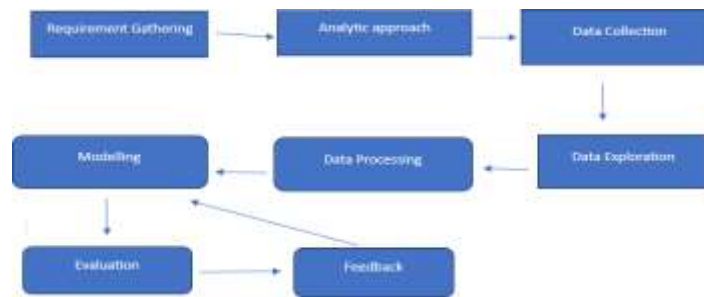 Requirement Gathering
Analytic approach
Data Collection
Data Exploration
Data Processing
Modelling
Evaluation
Feedback